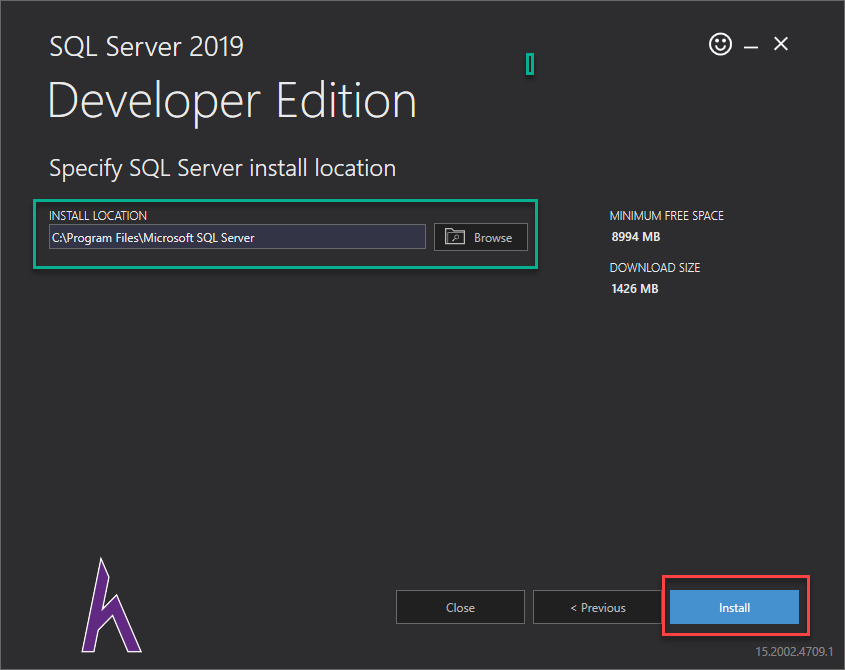 SQL Server 2019
Developer Edition
Specify SQL Server install location
INSTALL LOCATION
C:\Program Files\Microsoft SQL Server
Browse
MINIMUM FREE SPACE
8994 MB
DOWNLOAD SIZE
1426 MB
Close
< Previous
Install
15.2002.4709.1